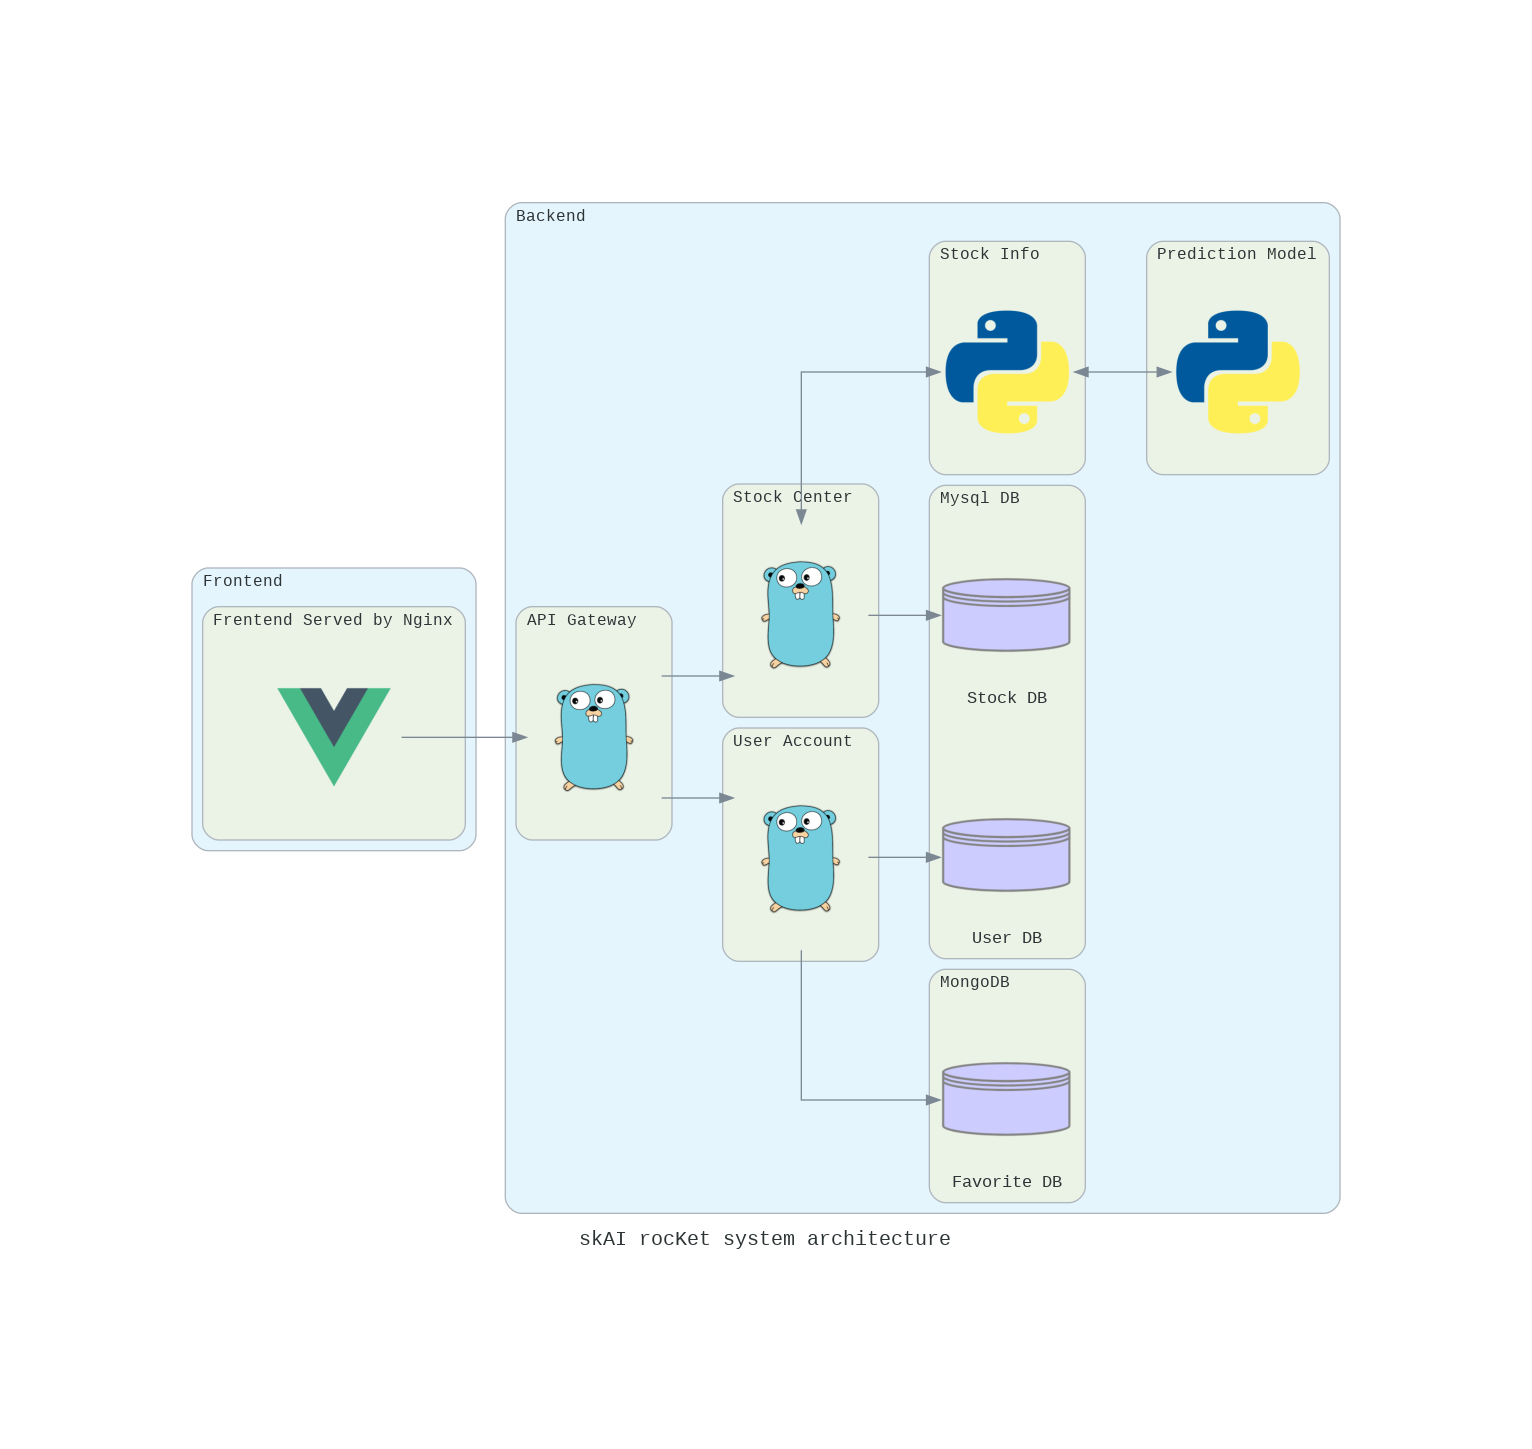 Backend
Stock Info
Prediction Model
Stock Center
Mysql DB
Frontend
Frentend Served by Nginx
API Gateway
Stock DB
User Account
User DB
MongoDB
Favorite DB
skAI rocKet system architecture